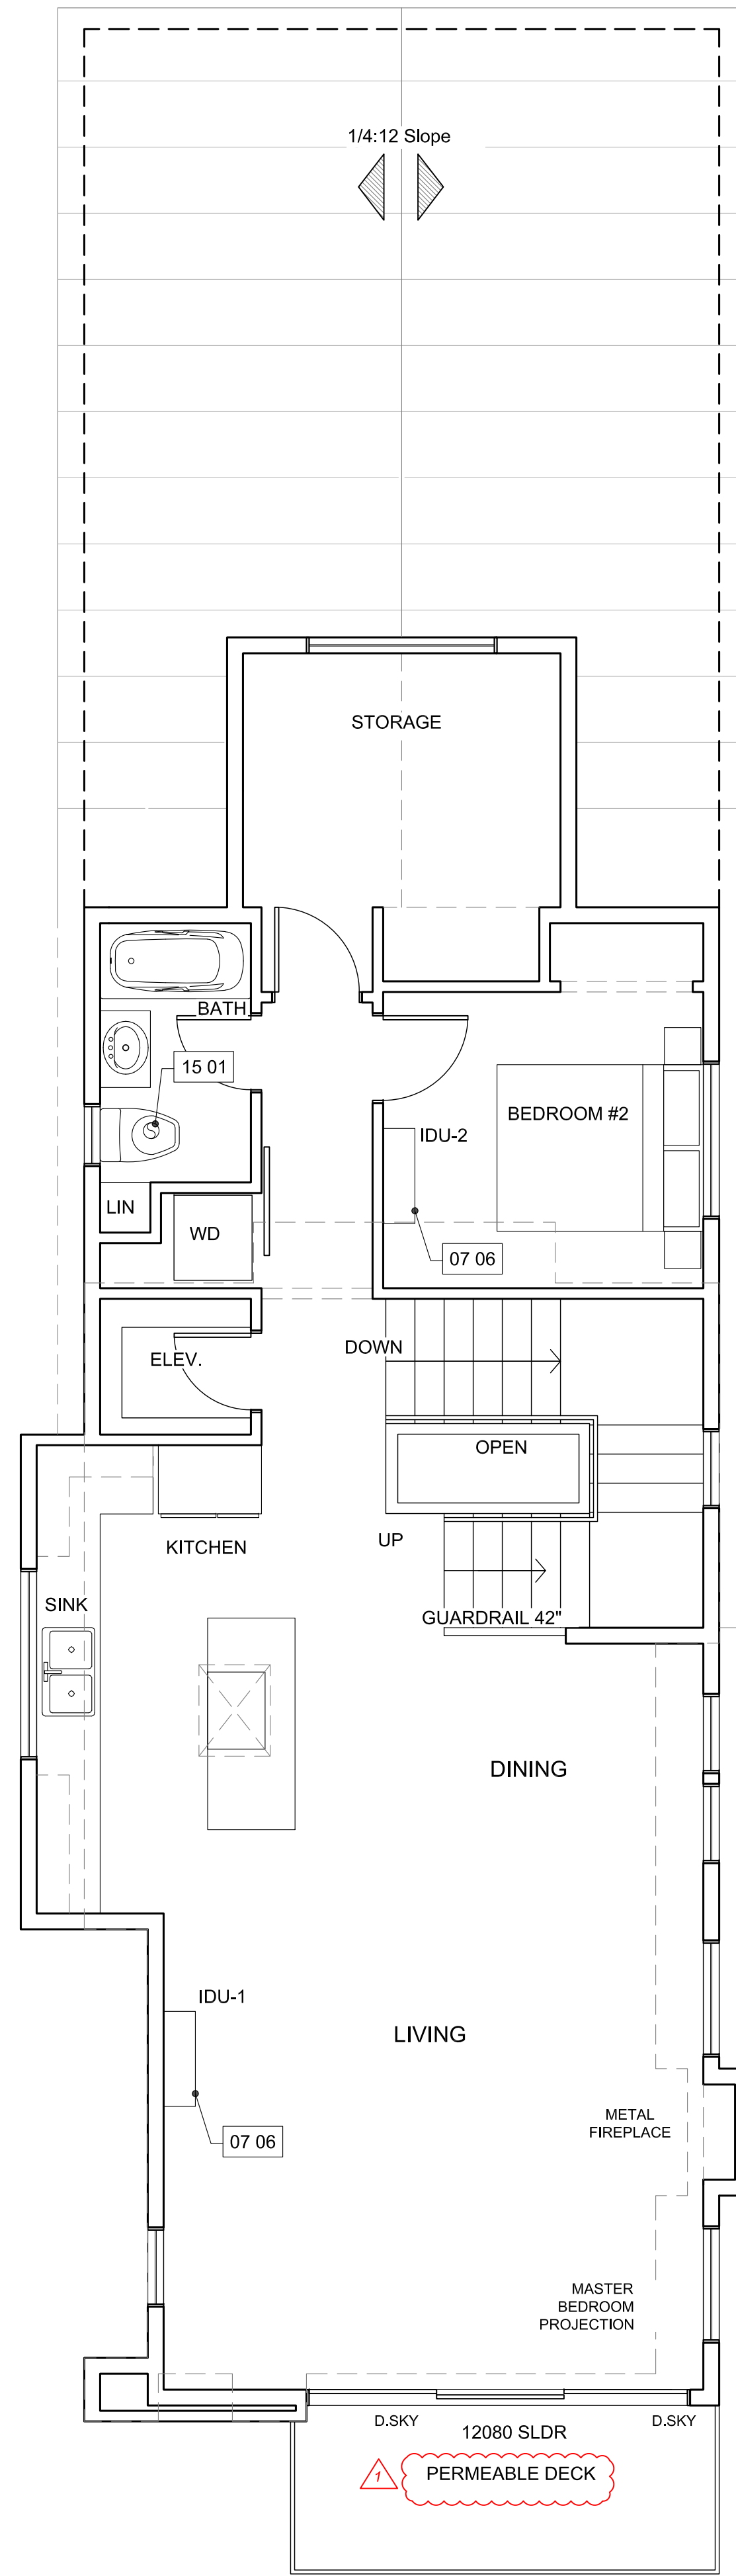 1/4:12 Slope
STORAGE
BATH
15 01
BEDROOM #2
IDU-2
LIN
WD
07 06
DOWN
ELEV.
OPEN
UP
KITCHEN
SINK
GUARDRAIL 42"
DINING
IDU-1
LIVING
METAL
FIREPLACE
07 06
MASTER
BEDROOM
PROJECTION
D.SKY
12080 SLDR
D.SKY
1
PERMEABLE DECK